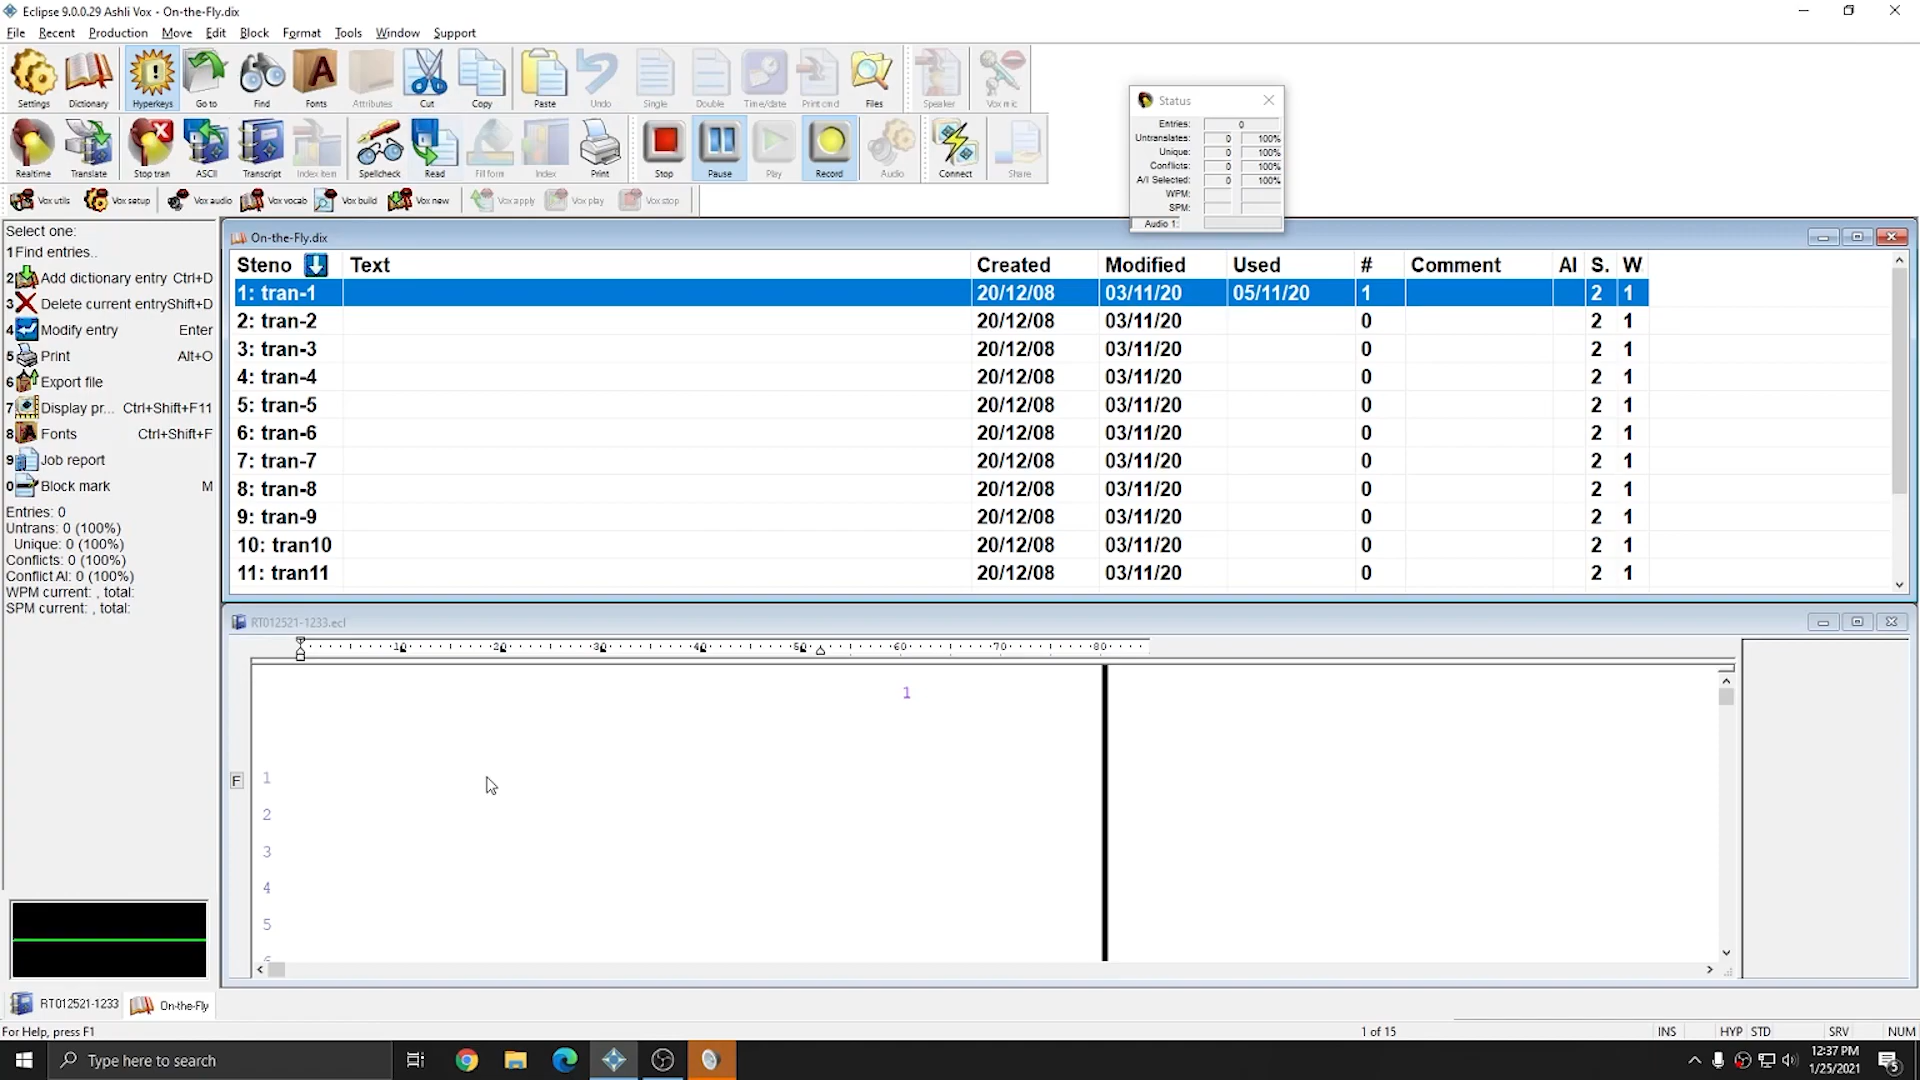 Eclipse 9.0.0.29 Ashli Vox - On-the-Fly.dix
File Recent Production Move Edit Block Format Tools Window Support
Settings Dictionary Hyperkeys Go to Find Fonts Attributes Cut Copy Paste Undo Single Double Time/date Print cmd Files Speaker Vox mic
Realtime Translate Stop tran ASCII Transcript Index item Spellcheck Read Fill form Index Print Stop Pause Play Record Audio Connect Share
Vox utils Vox setup Vox audio Vox vocab Vox build Vox new Vox apply Vox play Vox stop
Status
Entries: 0
Untranslates: 0 100%
Unique: 0 100%
Conflicts: 0 100%
A/I Selected: 0 100%
WPM:
SPM:
Audio 1:
Select one:
1 Find entries..
2 Add dictionary entry Ctrl+D
3 Delete current entry Shift+D
4 Modify entry Enter
5 Print Alt+O
6 Export file
7 Display pr... Ctrl+Shift+F11
8 Fonts Ctrl+Shift+F
9 Job report
0 Block mark M
Entries: 0
Untrans: 0 (100%)
Unique: 0 (100%)
Conflicts: 0 (100%)
Conflict AI: 0 (100%)
WPM current: , total:
SPM current: , total:
On-the-Fly.dix
Steno Text Created Modified Used # Comment AI S. W
1: tran-1 20/12/08 03/11/20 05/11/20 1 2 1
2: tran-2 20/12/08 03/11/20 0 2 1
3: tran-3 20/12/08 03/11/20 0 2 1
4: tran-4 20/12/08 03/11/20 0 2 1
5: tran-5 20/12/08 03/11/20 0 2 1
6: tran-6 20/12/08 03/11/20 0 2 1
7: tran-7 20/12/08 03/11/20 0 2 1
8: tran-8 20/12/08 03/11/20 0 2 1
9: tran-9 20/12/08 03/11/20 0 2 1
10: tran10 20/12/08 03/11/20 0 2 1
11: tran11 20/12/08 03/11/20 0 2 1
RT012521-1233.ecl
10 20 30 40 50 60 70 80
1
F 1
2
3
4
5
RT012521-1233 On-the-Fly
For Help, press F1 1 of 15 INS HYP STD SRV NUM
Type here to search
12:37 PM
1/25/2021
5